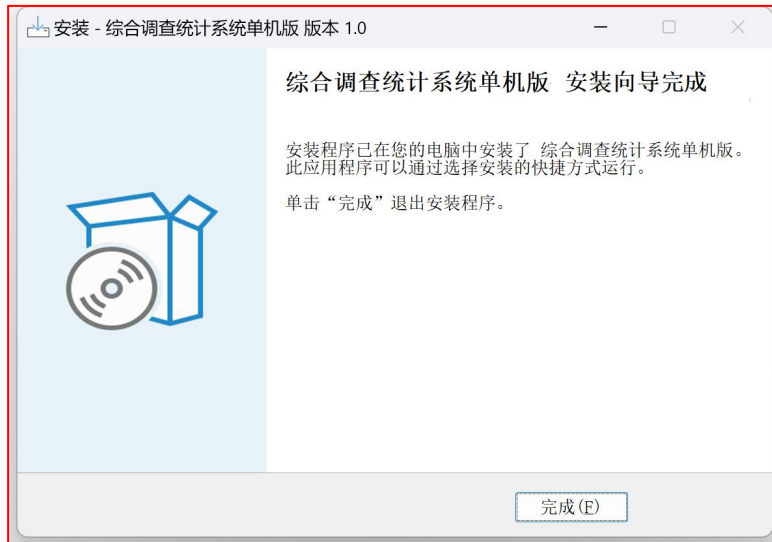 安装 - 综合调查统计系统单机版 版本 1.0
综合调查统计系统单机版 安装向导完成
安装程序已在您的电脑中安装了 综合调查统计系统单机版。
此应用程序可以通过选择安装的快捷方式运行。
单击“完成”退出安装程序。
完成(F)